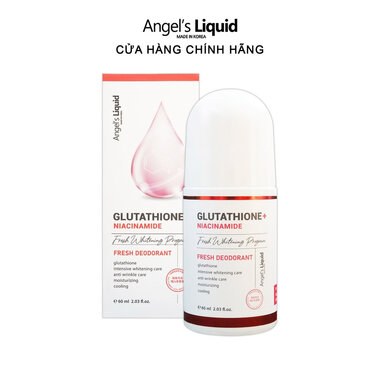 Angel's Liquid
MADE IN KOREA
CỬA HÀNG CHÍNH HÃNG
Angel's Liquid
GLUTATHIONE+
NIACINAMIDE
Fresh Whitening Program
FRESH DEODORANT
glutathione
intensive whitening care
anti wrinkle care
moisturizing
cooling
℮ 60 ml 2.03 fl.oz.
GLUTATHIONE+
NIACINAMIDE
Fresh Whitening Program
FRESH DEODORANT
glutathione
intensive whitening care
anti wrinkle care
moisturizing
cooling
Angel's Liquid
℮ 60 ml 2.03 fl.oz.